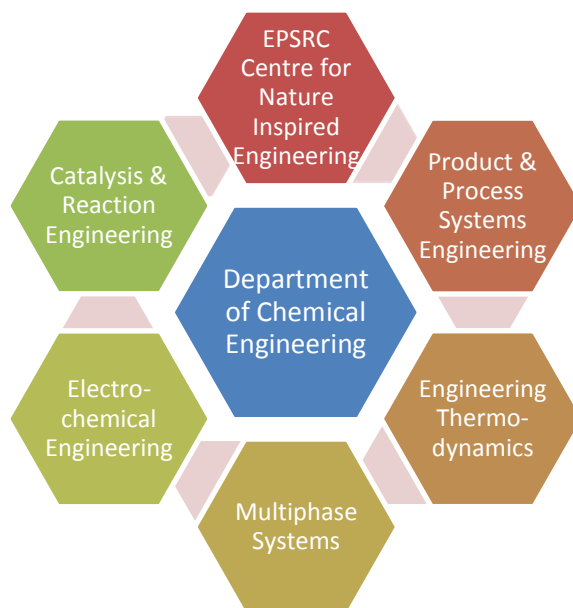 EPSRC
Centre for
Nature
Inspired
Engineering
Product &
Process
Systems
Engineering
Engineering
Thermo-
dynamics
Multiphase
Systems
Electro-
chemical
Engineering
Catalysis &
Reaction
Engineering
Department
of Chemical
Engineering